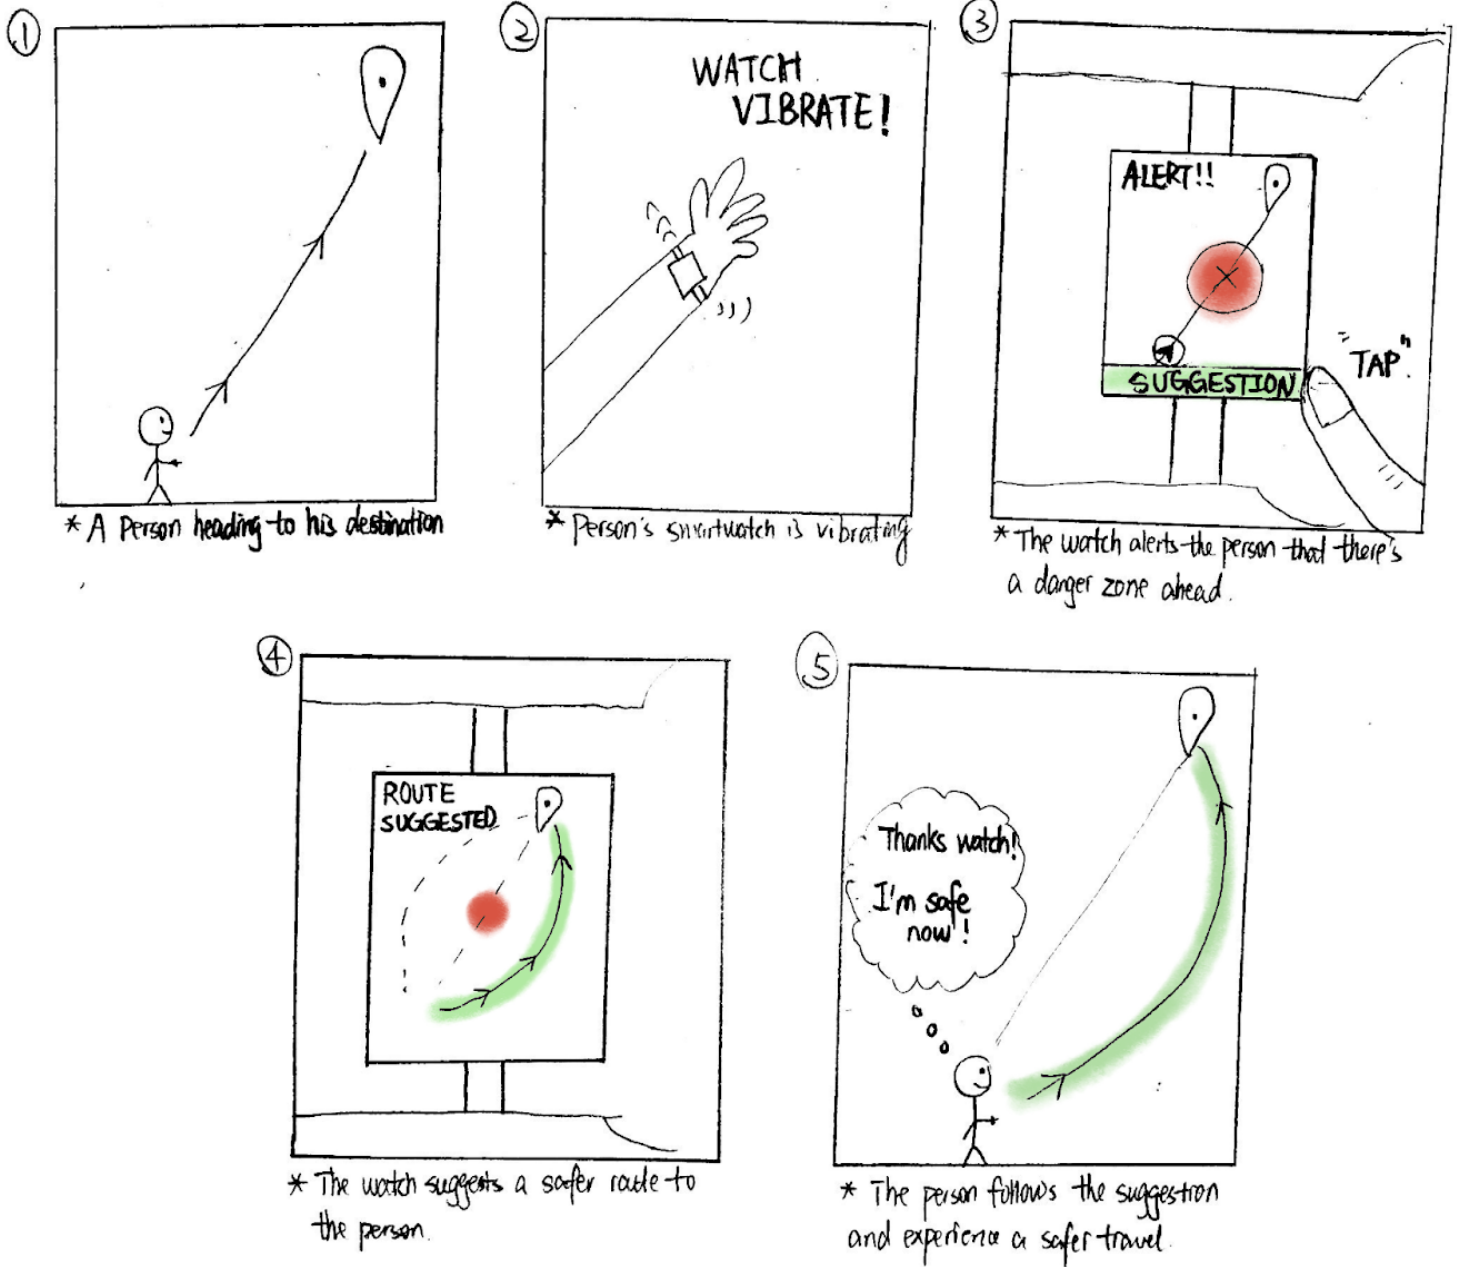 1
* A Person heading to his destination
2
WATCH
VIBRATE!
* Person's smartwatch is vibrating
3
ALERT!!
SUGGESTION
"TAP"
* The watch alerts the person that there's
a danger zone ahead.
4
ROUTE
SUGGESTED
* The watch suggests a safer route to
the person.
5
Thanks watch!
I'm safe
now!
* The person follows the suggestion
and experience a safer travel.